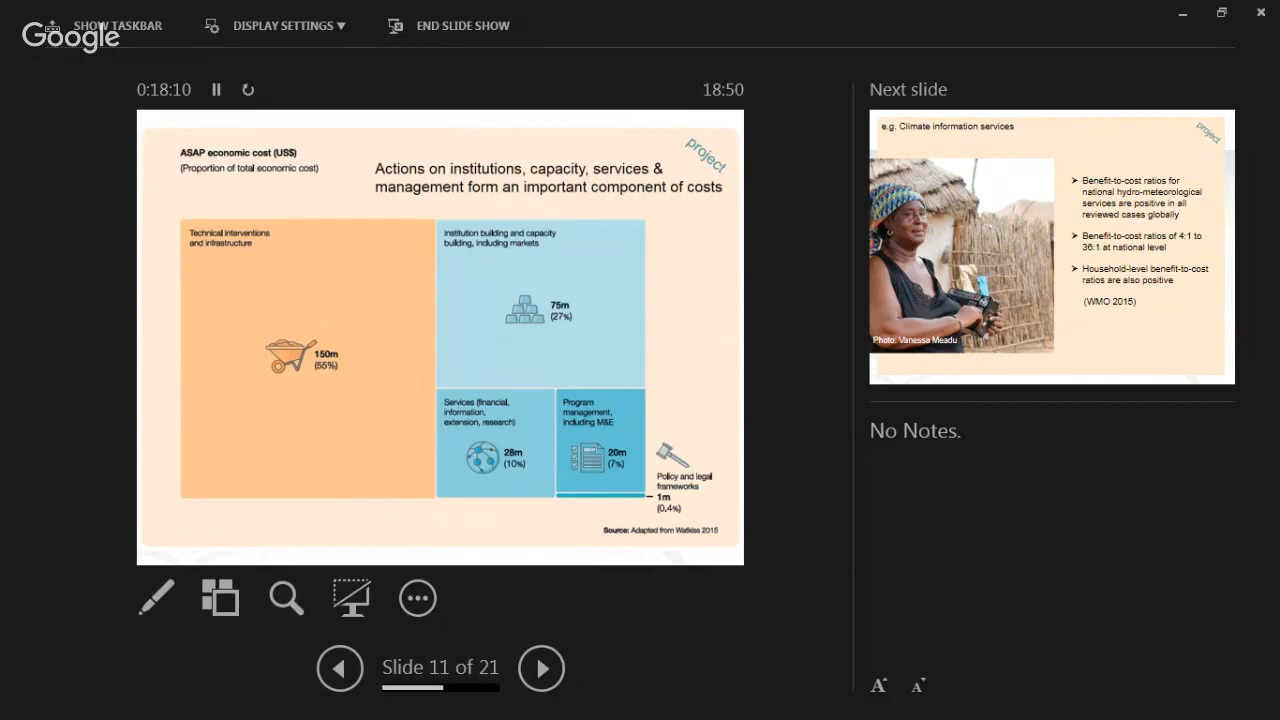 SHOW TASKBAR
DISPLAY SETTINGS ▼
END SLIDE SHOW
Google
0:18:10
18:50
Next slide
ASAP economic cost (US$)
(Proportion of total economic cost)
Actions on institutions, capacity, services &
management form an important component of costs
project
Technical interventions
and infrastructure
150m
(55%)
Institution building and capacity
building, including markets
75m
(27%)
Services (financial,
information,
extension, research)
28m
(10%)
Program
management,
including M&E
20m
(7%)
Policy and legal
frameworks
1m
(0.4%)
Source: Adapted from Watkiss 2015
e.g. Climate information services
project
➤ Benefit-to-cost ratios for
national hydro-meteorological
services are positive in all
reviewed cases globally
➤ Benefit-to-cost ratios of 4:1 to
36:1 at national level
➤ Household-level benefit-to-cost
ratios are also positive
(WMO 2015)
Photo: Vanessa Meadu
No Notes.
Slide 11 of 21
A A